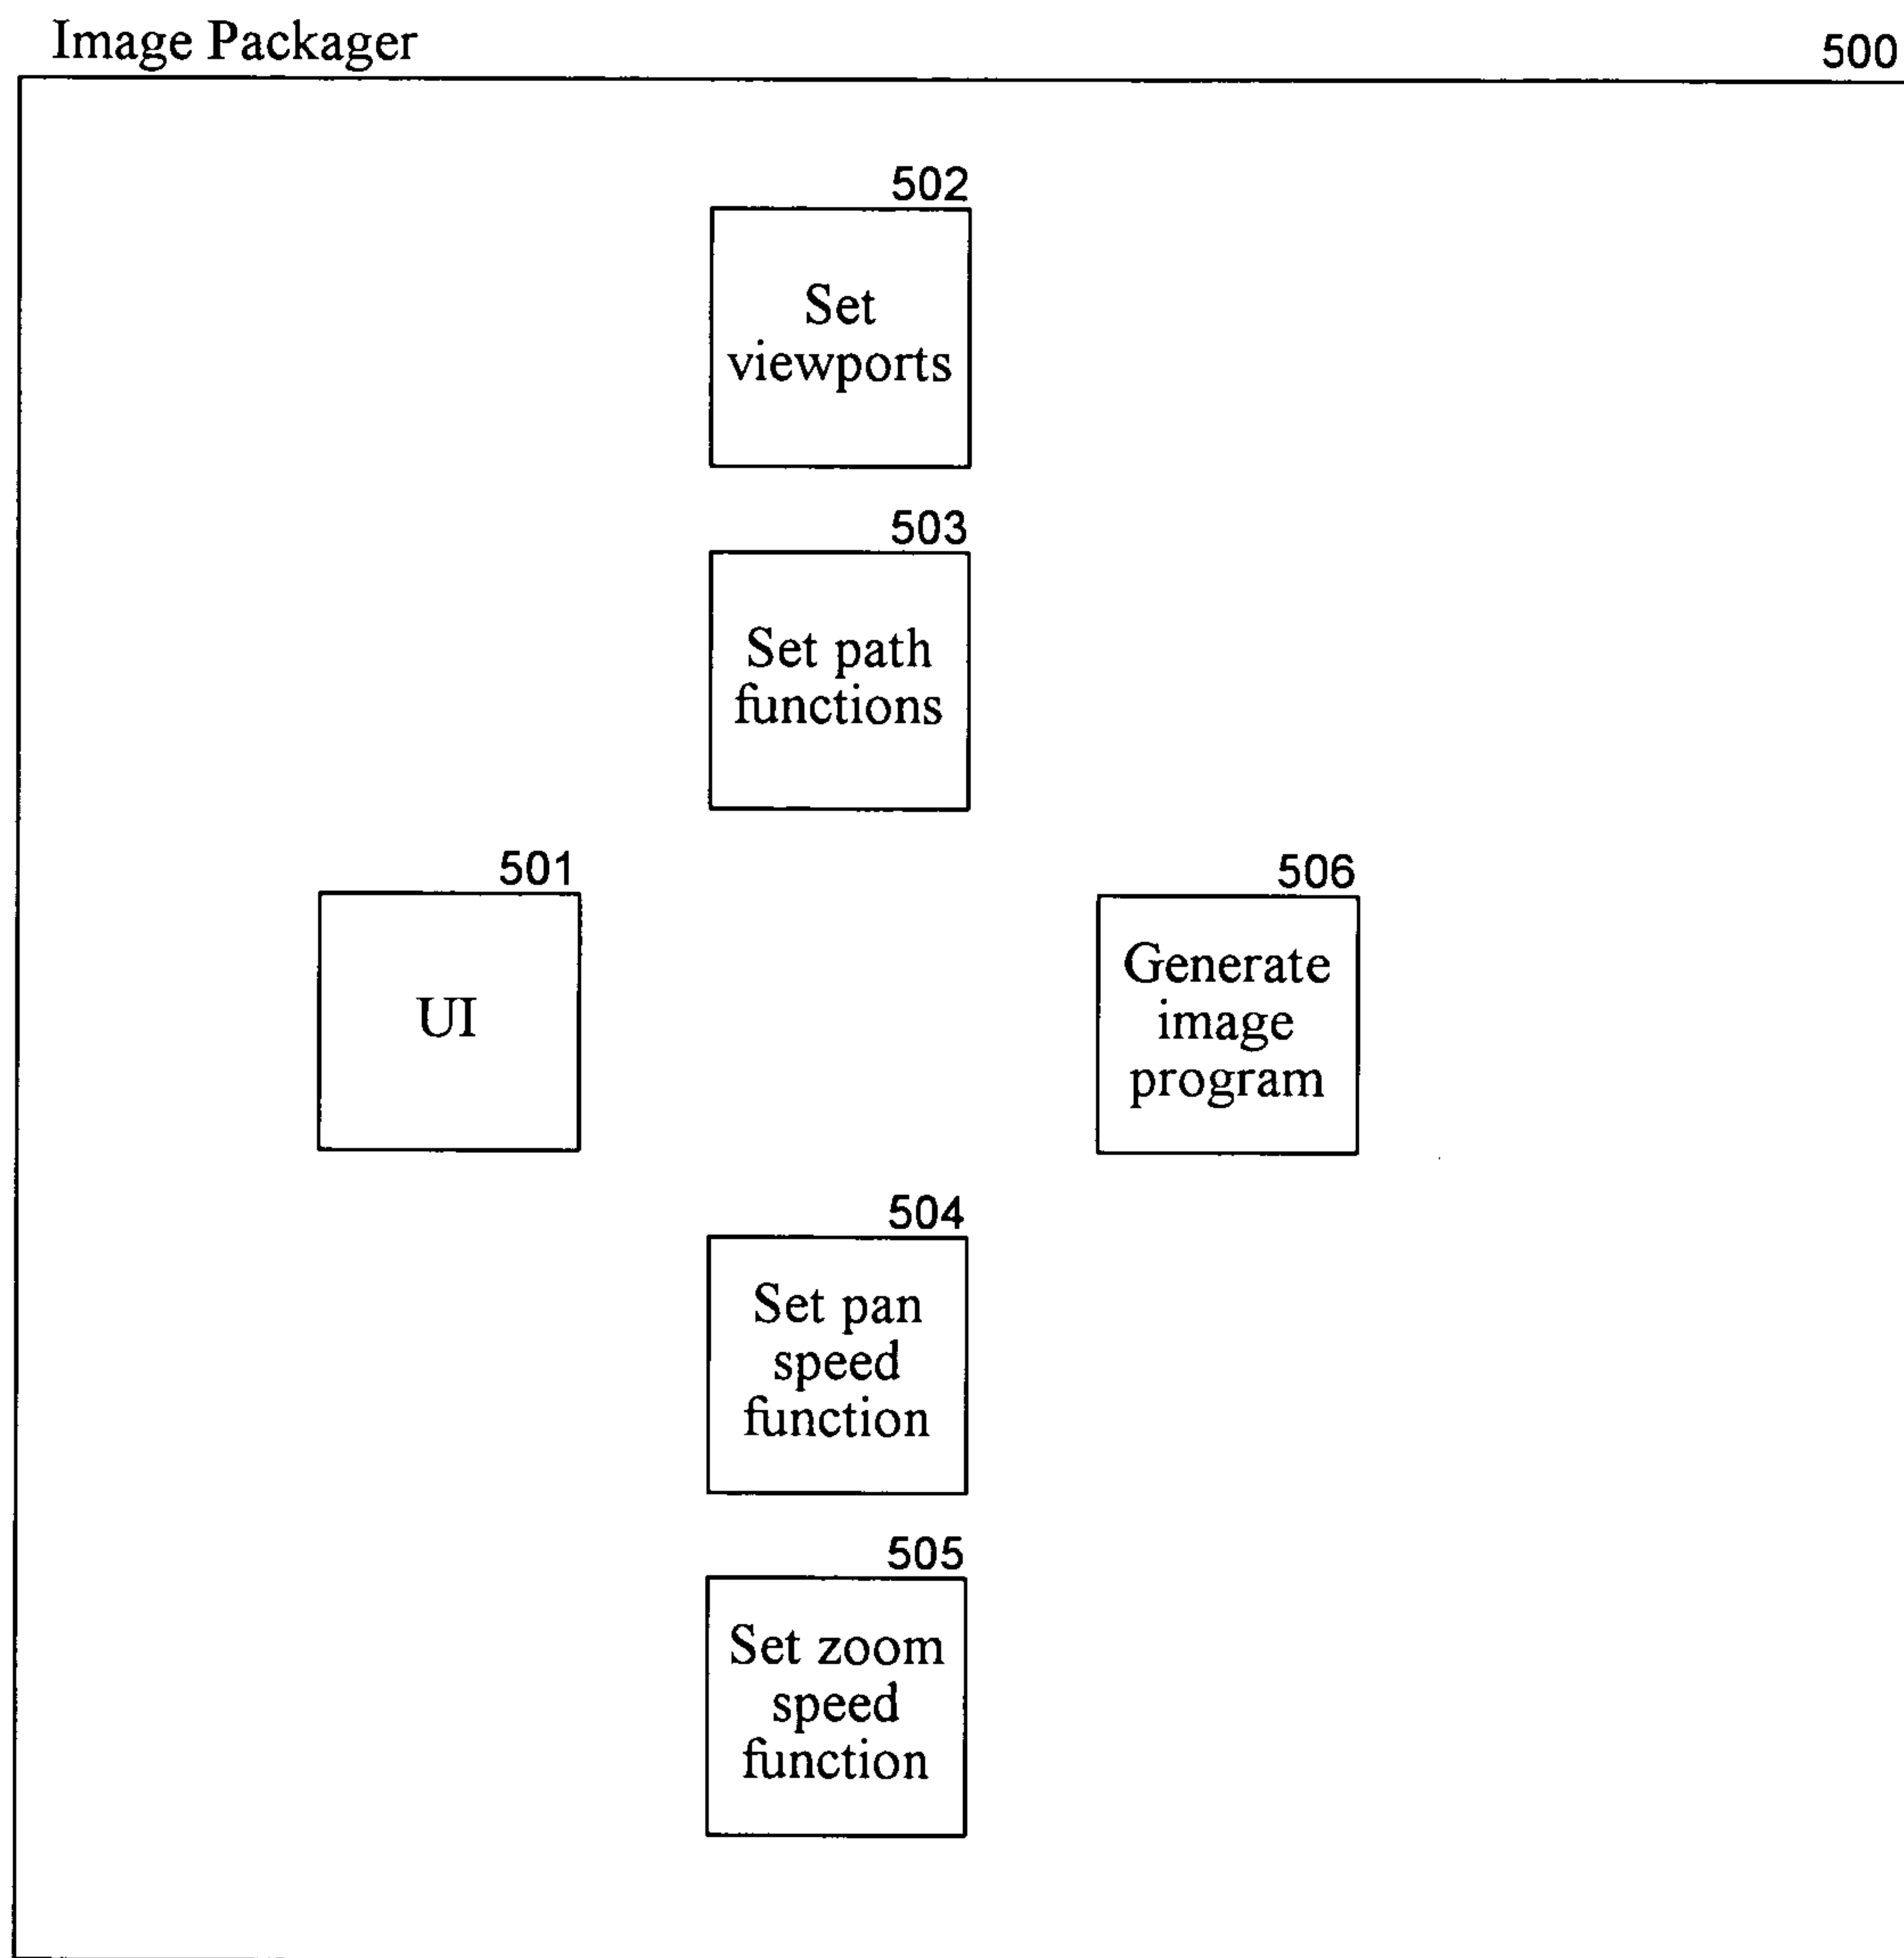 Image Packager
500
502
Set
viewports
503
Set path
functions
501
UI
506
Generate
image
program
504
Set pan
speed
function
505
Set zoom
speed
function